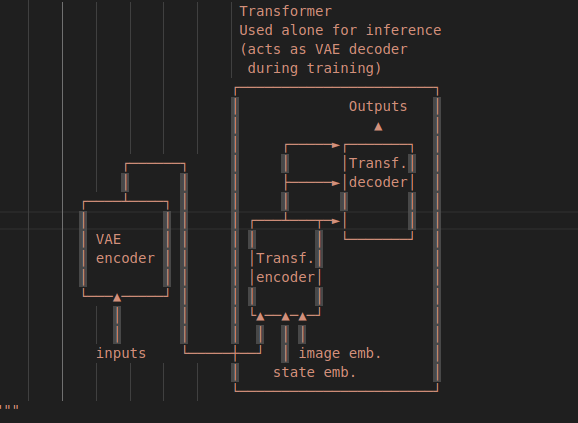 Transformer
Used alone for inference
(acts as VAE decoder
during training)
Outputs
Transf.
decoder
VAE
encoder
Transf.
encoder
inputs
image emb.
state emb.
"""